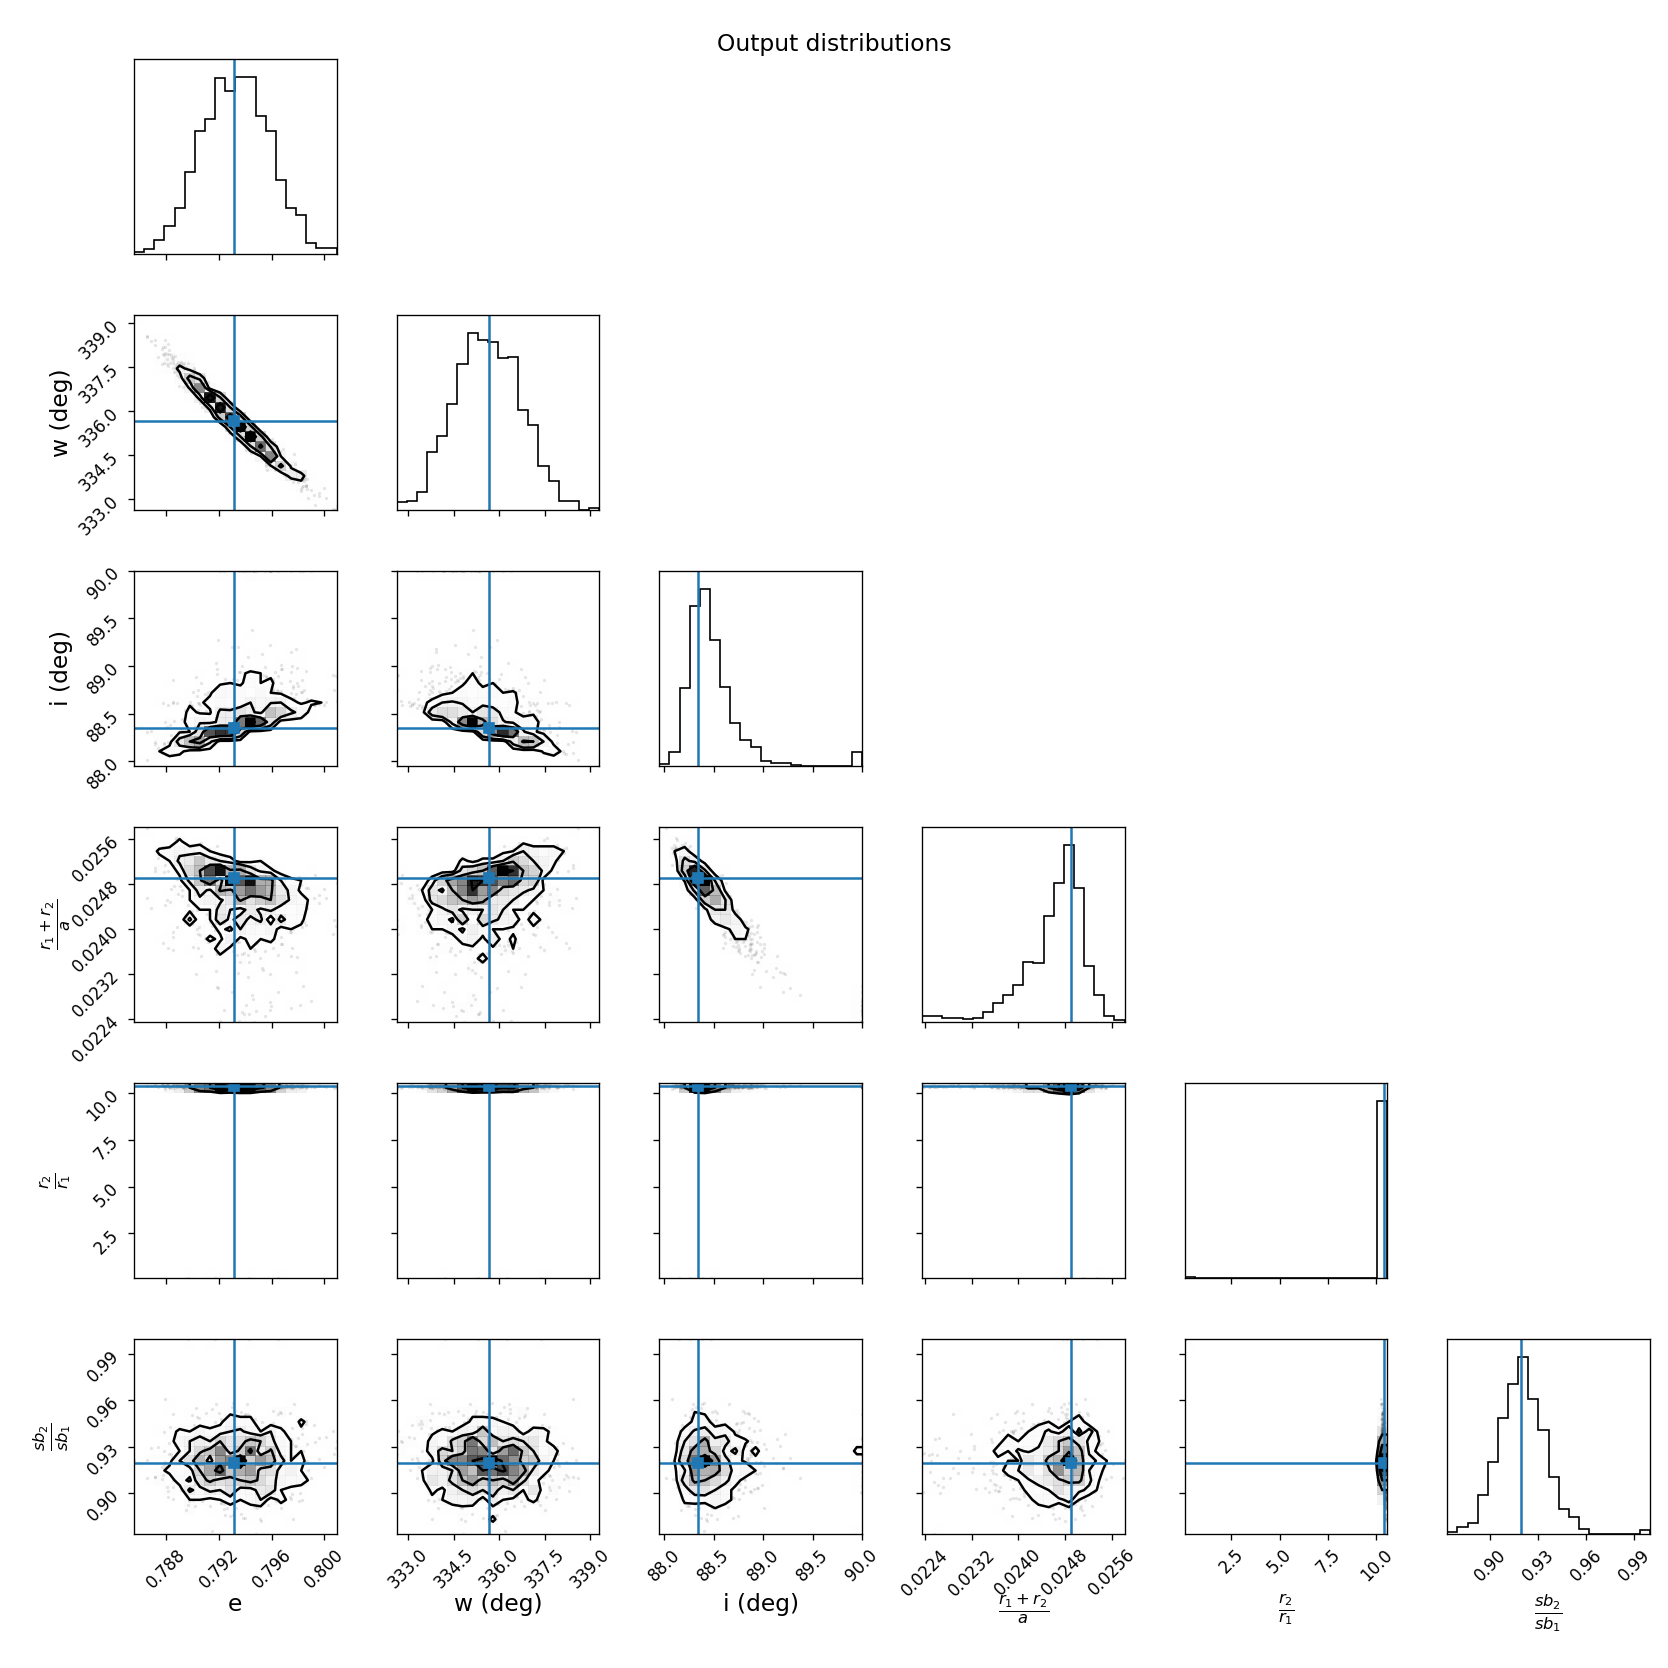 Output distributions
339.0
337.5
336.0
334.5
333.0
w (deg)
90.0
89.5
89.0
88.5
88.0
i (deg)
0.0256
0.0248
0.0240
0.0232
0.0224
r₁ + r₂
a
10.0
7.5
5.0
2.5
r₂
r₁
0.99
0.96
0.93
0.90
sb₂
sb₁
0.788 0.792 0.796 0.800
333.0 334.5 336.0 337.5 339.0
88.0 88.5 89.0 89.5 90.0
0.0224 0.0232 0.0240 0.0248 0.0256
2.5 5.0 7.5 10.0
0.90 0.93 0.96 0.99
e
w (deg)
i (deg)
r₁ + r₂
a
r₂
r₁
sb₂
sb₁